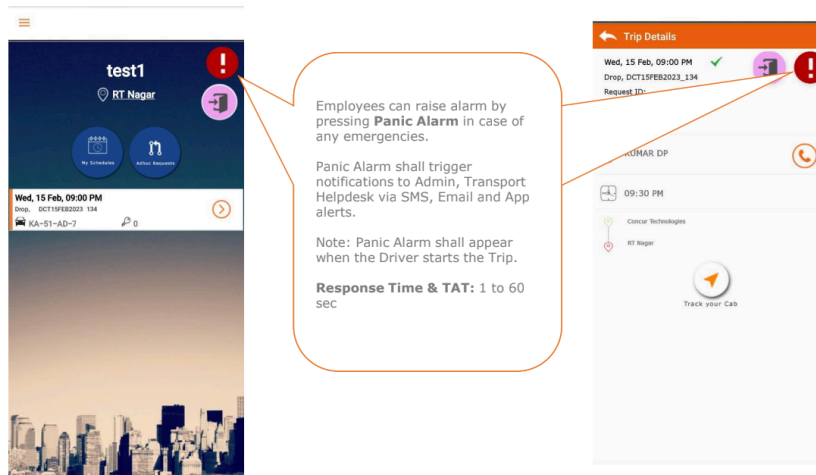 test1
RT Nagar
My Schedules
Adhoc Requests
Wed, 15 Feb, 09:00 PM
Drop, DCT15FEB2023 134
KA-51-AD-7
0
Employees can raise alarm by
pressing Panic Alarm in case of
any emergencies.
Panic Alarm shall trigger
notifications to Admin, Transport
Helpdesk via SMS, Email and App
alerts.
Note: Panic Alarm shall appear
when the Driver starts the Trip.
Response Time & TAT: 1 to 60
sec
Trip Details
Wed, 15 Feb, 09:00 PM
Drop, DCT15FEB2023_134
Request ID:
KUMAR DP
09:30 PM
Concur Technologies
RT Nagar
Track your Cab